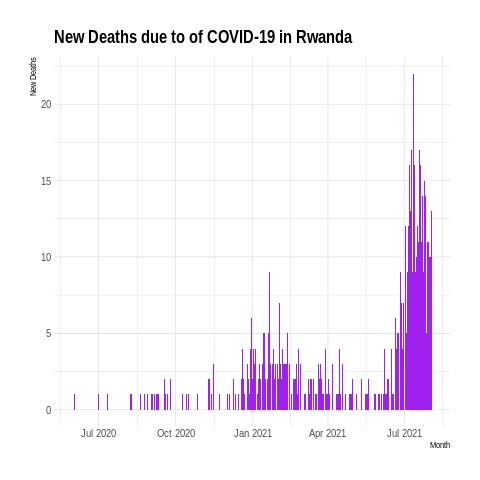 New Deaths due to of COVID-19 in Rwanda
New Deaths
20
15
10
5
0
Jul 2020
Oct 2020
Jan 2021
Apr 2021
Jul 2021
Month